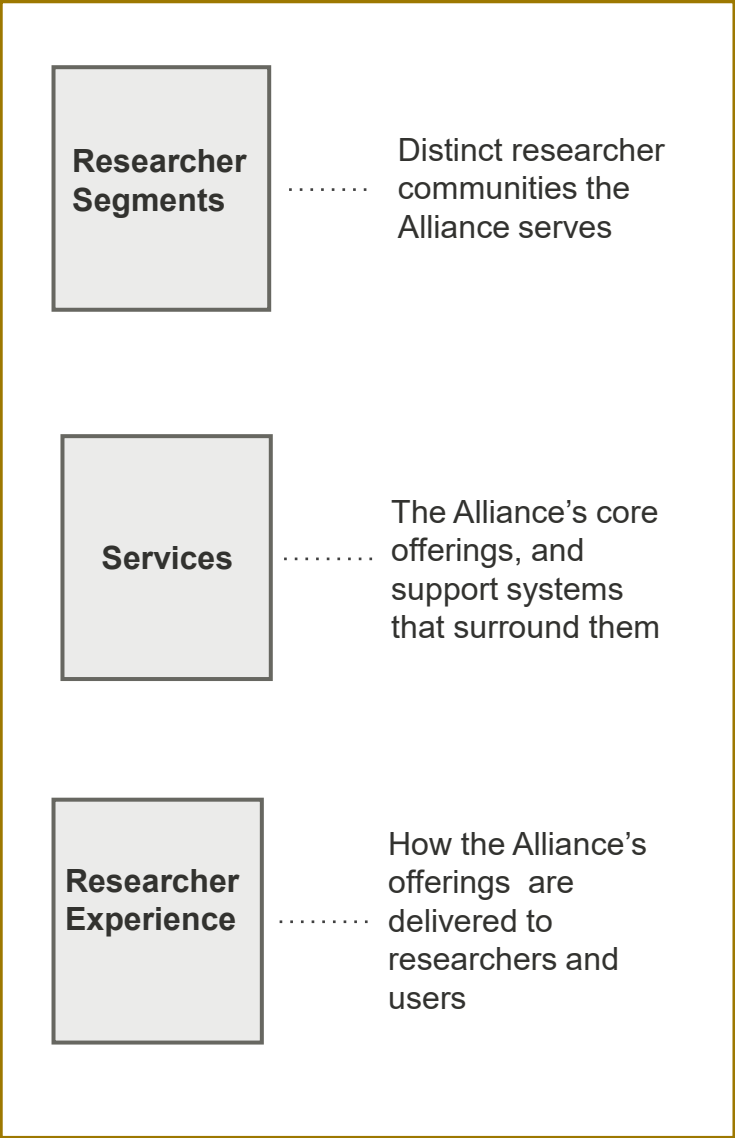 Researcher
Segments
Distinct researcher
communities the
Alliance serves
Services
The Alliance’s core
offerings, and
support systems
that surround them
Researcher
Experience
How the Alliance’s
offerings  are
delivered to
researchers and
users